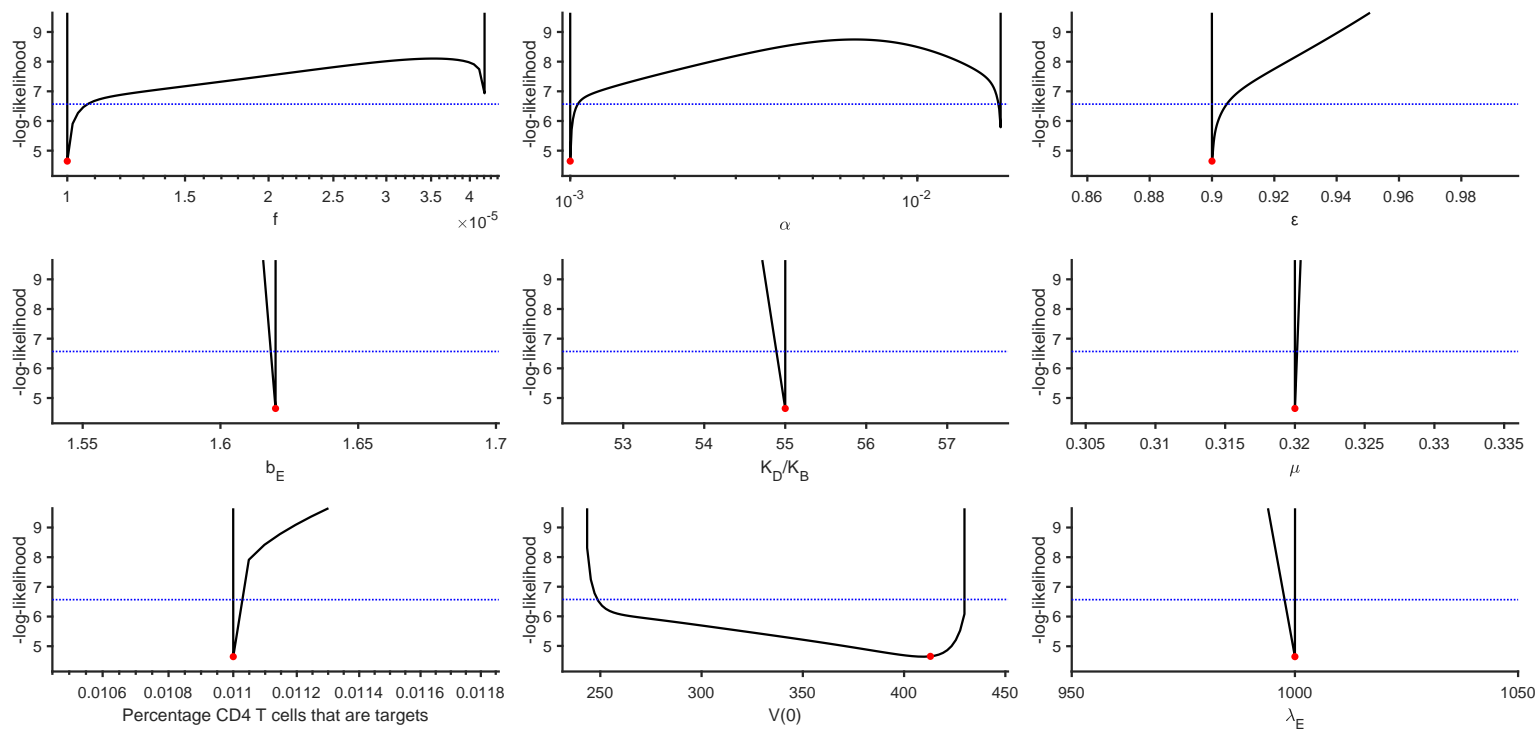 -log-likelihood
9
8
7
6
5
1 1.5 2 2.5 3 3.5 4
×10^-5
f
-log-likelihood
9
8
7
6
5
10^-3 10^-2
α
-log-likelihood
9
8
7
6
5
0.86 0.88 0.9 0.92 0.94 0.96 0.98
ε
-log-likelihood
9
8
7
6
5
1.55 1.6 1.65 1.7
b_E
-log-likelihood
9
8
7
6
5
53 54 55 56 57
K_D/K_B
-log-likelihood
9
8
7
6
5
0.305 0.31 0.315 0.32 0.325 0.33 0.335
μ
-log-likelihood
9
8
7
6
5
0.0106 0.0108 0.011 0.0112 0.0114 0.0116 0.0118
Percentage CD4 T cells that are targets
-log-likelihood
9
8
7
6
5
250 300 350 400 450
V(0)
-log-likelihood
9
8
7
6
5
950 1000 1050
λ_E